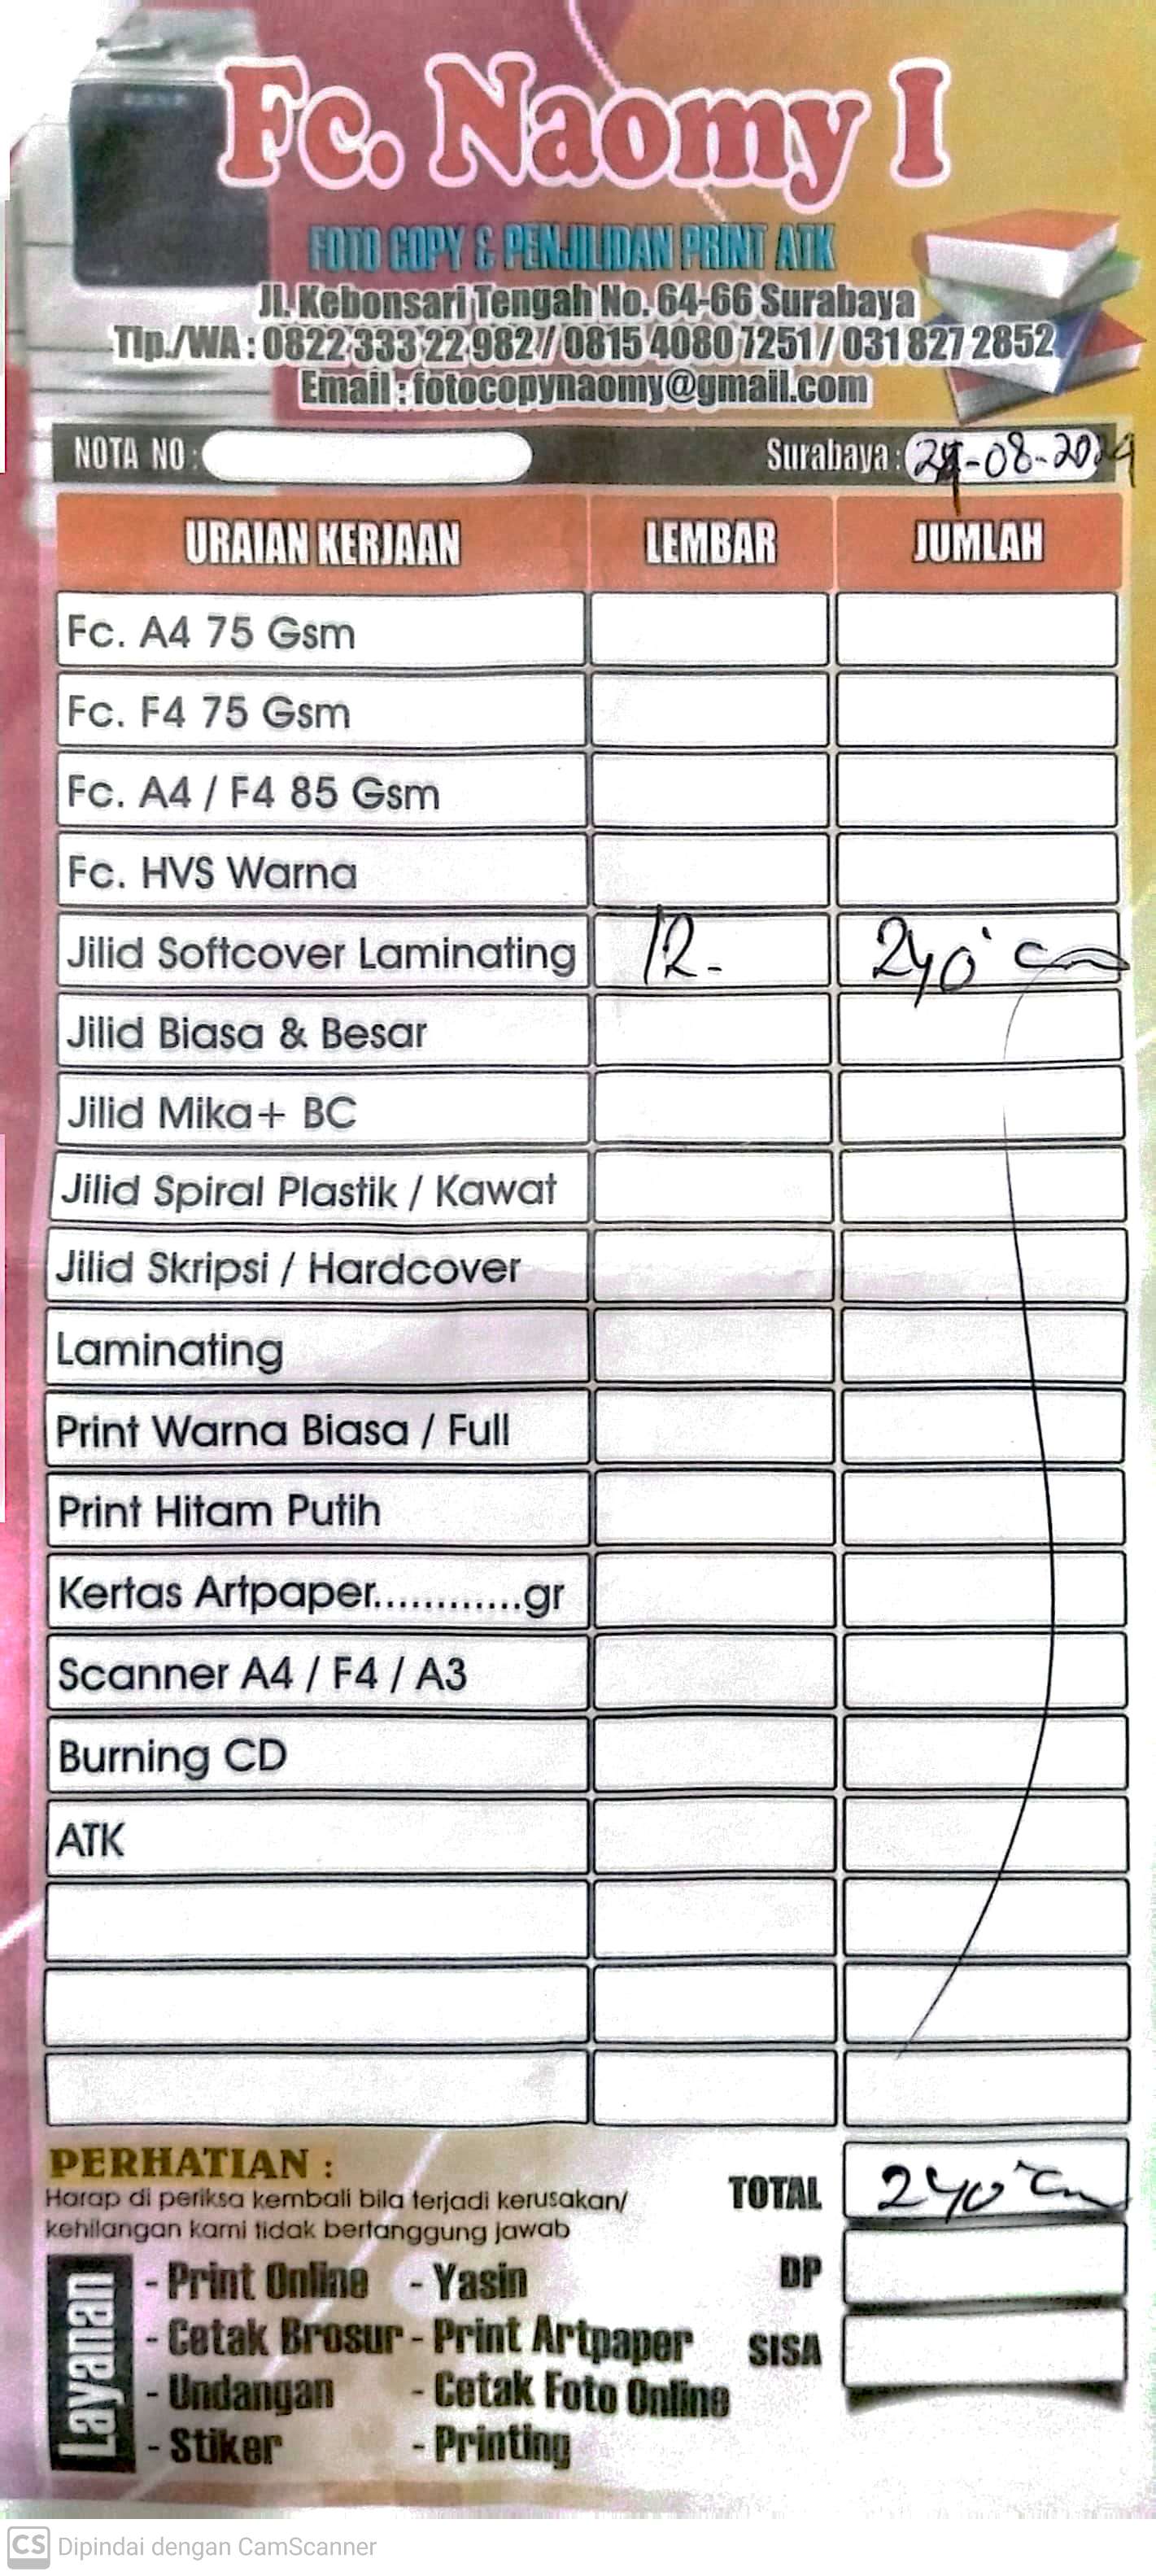 Fc. Naomy I
FOTO COPY & PENJILIDAN PRINT ATK
Jl. Kebonsari Tengah No. 64-66 Surabaya
Tlp./WA : 0822 333 22 982 / 0815 4080 7251 / 031 827 2852
Email : fotocopynaomy@gmail.com
NOTA NO : Surabaya : -08-2024
URAIAN KERJAAN LEMBAR JUMLAH
Fc. A4 75 Gsm
Fc. F4 75 Gsm
Fc. A4 / F4 85 Gsm
Fc. HVS Warna
Jilid Softcover Laminating 12.- 240
Jilid Biasa & Besar
Jilid Mika+ BC
Jilid Spiral Plastik / Kawat
Jilid Skripsi / Hardcover
Laminating
Print Warna Biasa / Full
Print Hitam Putih
Kertas Artpaper............gr
Scanner A4 / F4 / A3
Burning CD
ATK
PERHATIAN :
Harap di periksa kembali bila terjadi kerusakan/
kehilangan kami tidak bertanggung jawab
TOTAL 240
DP
SISA
Layanan
- Print Online - Yasin
- Cetak Brosur - Print Artpaper
- Undangan - Cetak Foto Online
- Stiker - Printing
CS Dipindai dengan CamScanner